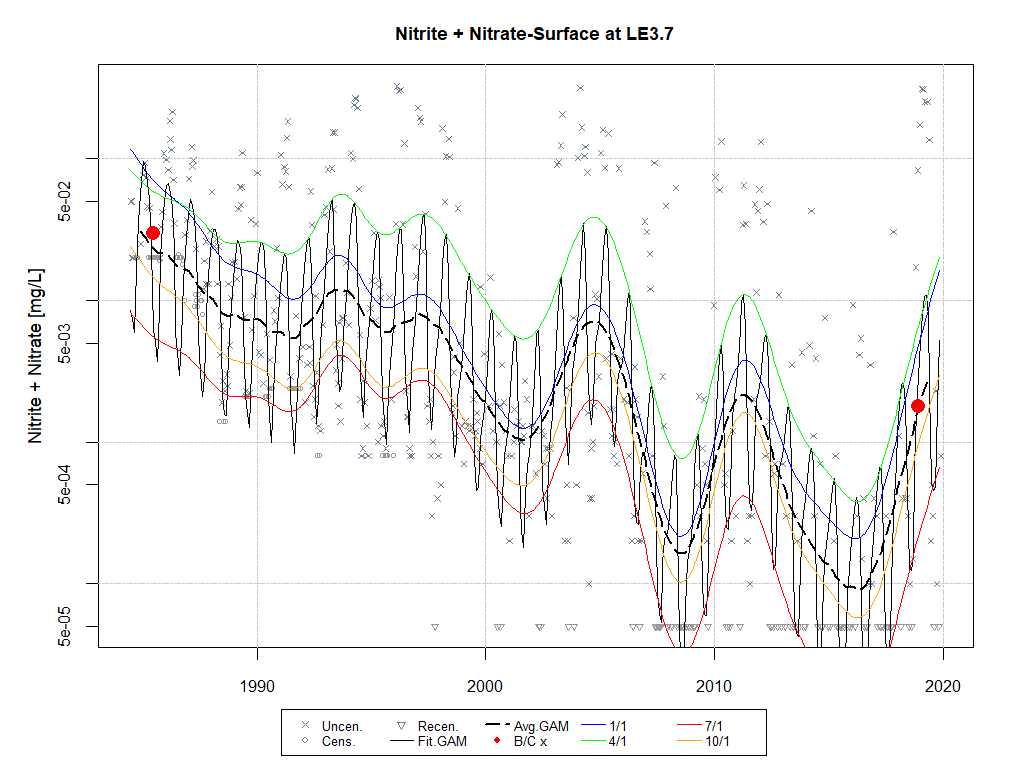 Nitrite + Nitrate-Surface at LE3.7
Nitrite + Nitrate [mg/L]
5e-02
5e-03
5e-04
5e-05
1990 2000 2010 2020
Uncen. Recen. Avg.GAM 1/1 7/1
Cens. Fit.GAM B/C x 4/1 10/1